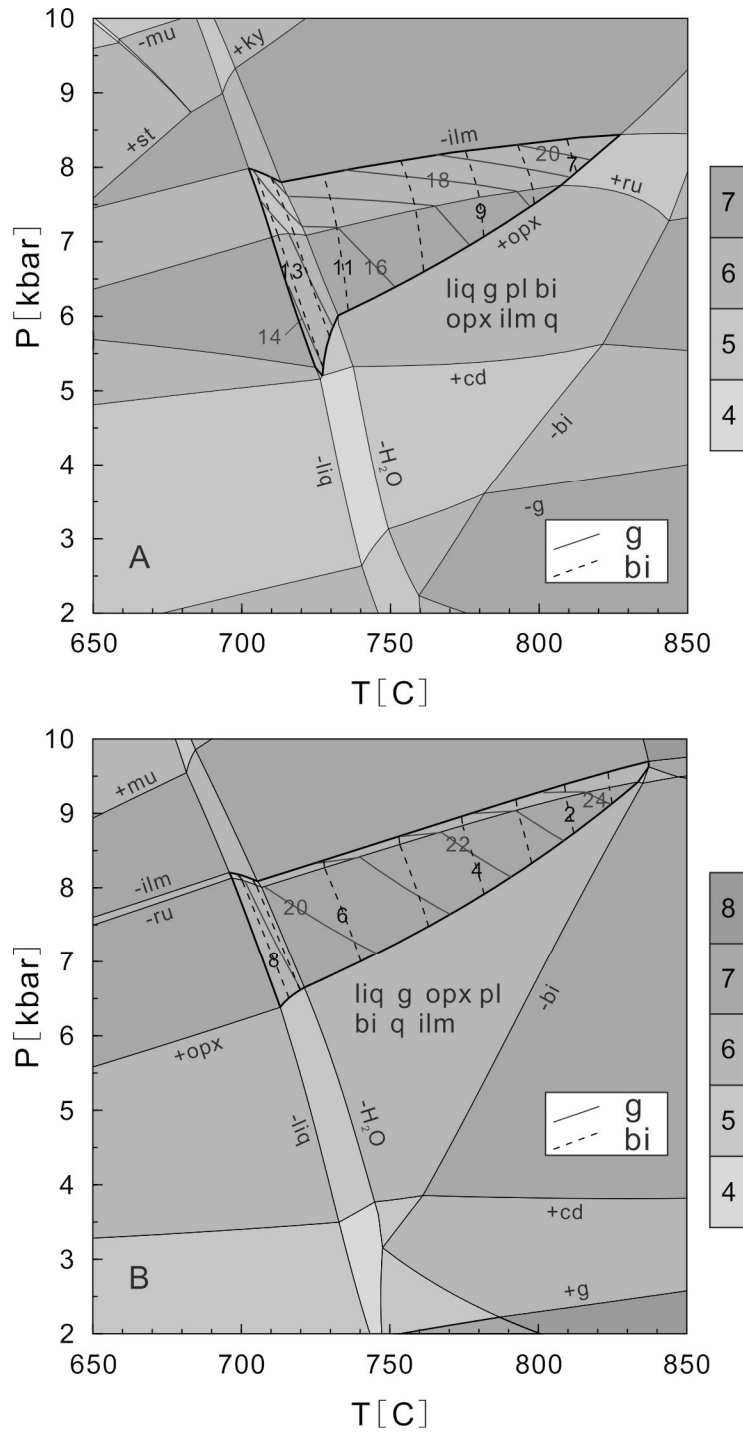 10
9
8
7
6
5
4
3
2
P [kbar]
-mu
+ky
+st
-ilm
20
7
18
+ru
9
+opx
13
11
16
liq g pl bi
opx ilm q
14
+cd
-bi
-liq
-H₂O
-g
A
g
bi
650
700
750
800
850
T [C]
7
6
5
4
10
9
8
7
6
5
4
3
2
P [kbar]
+mu
-ilm
-ru
24
2
22
4
20
6
8
liq g opx pl
bi q ilm
+opx
-bi
-liq
-H₂O
g
bi
+cd
+g
B
650
700
750
800
850
T [C]
8
7
6
5
4